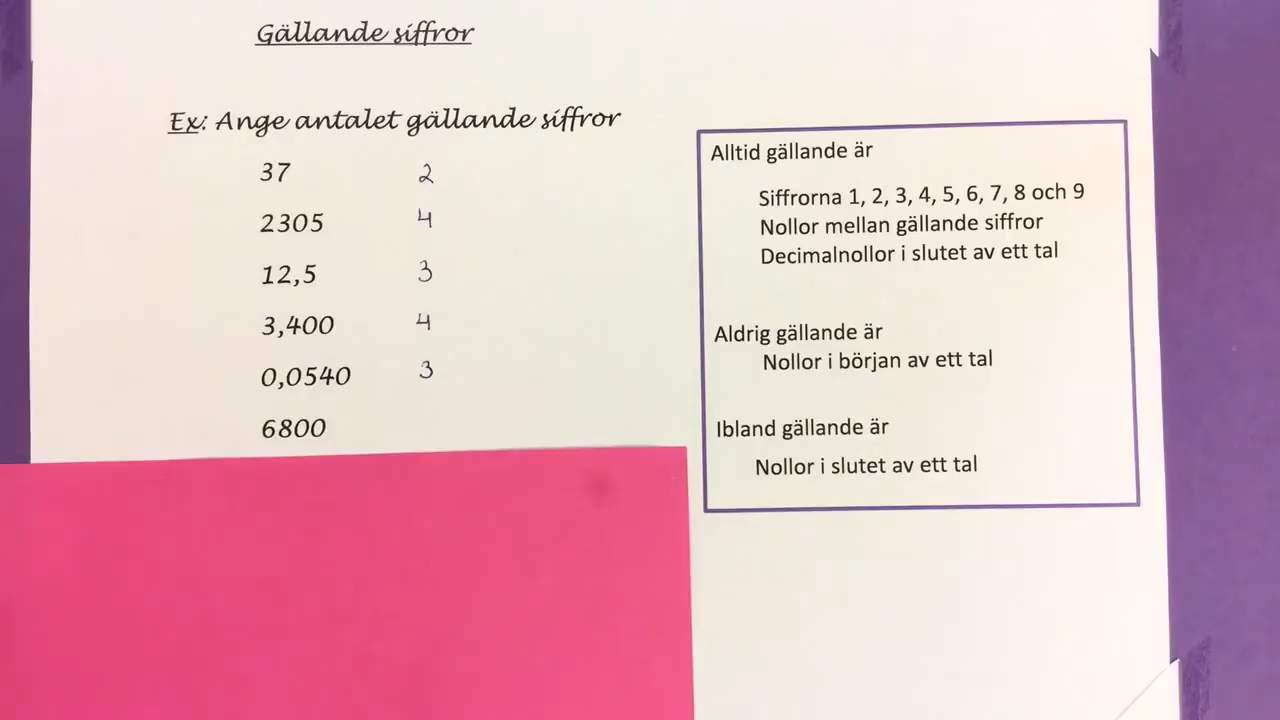 Gällande siffror
Ex: Ange antalet gällande siffror
37 2
2305 4
12,5 3
3,400 4
0,0540 3
6800
Alltid gällande är
Siffrorna 1, 2, 3, 4, 5, 6, 7, 8 och 9
Nollor mellan gällande siffror
Decimalnollor i slutet av ett tal
Aldrig gällande är
Nollor i början av ett tal
Ibland gällande är
Nollor i slutet av ett tal